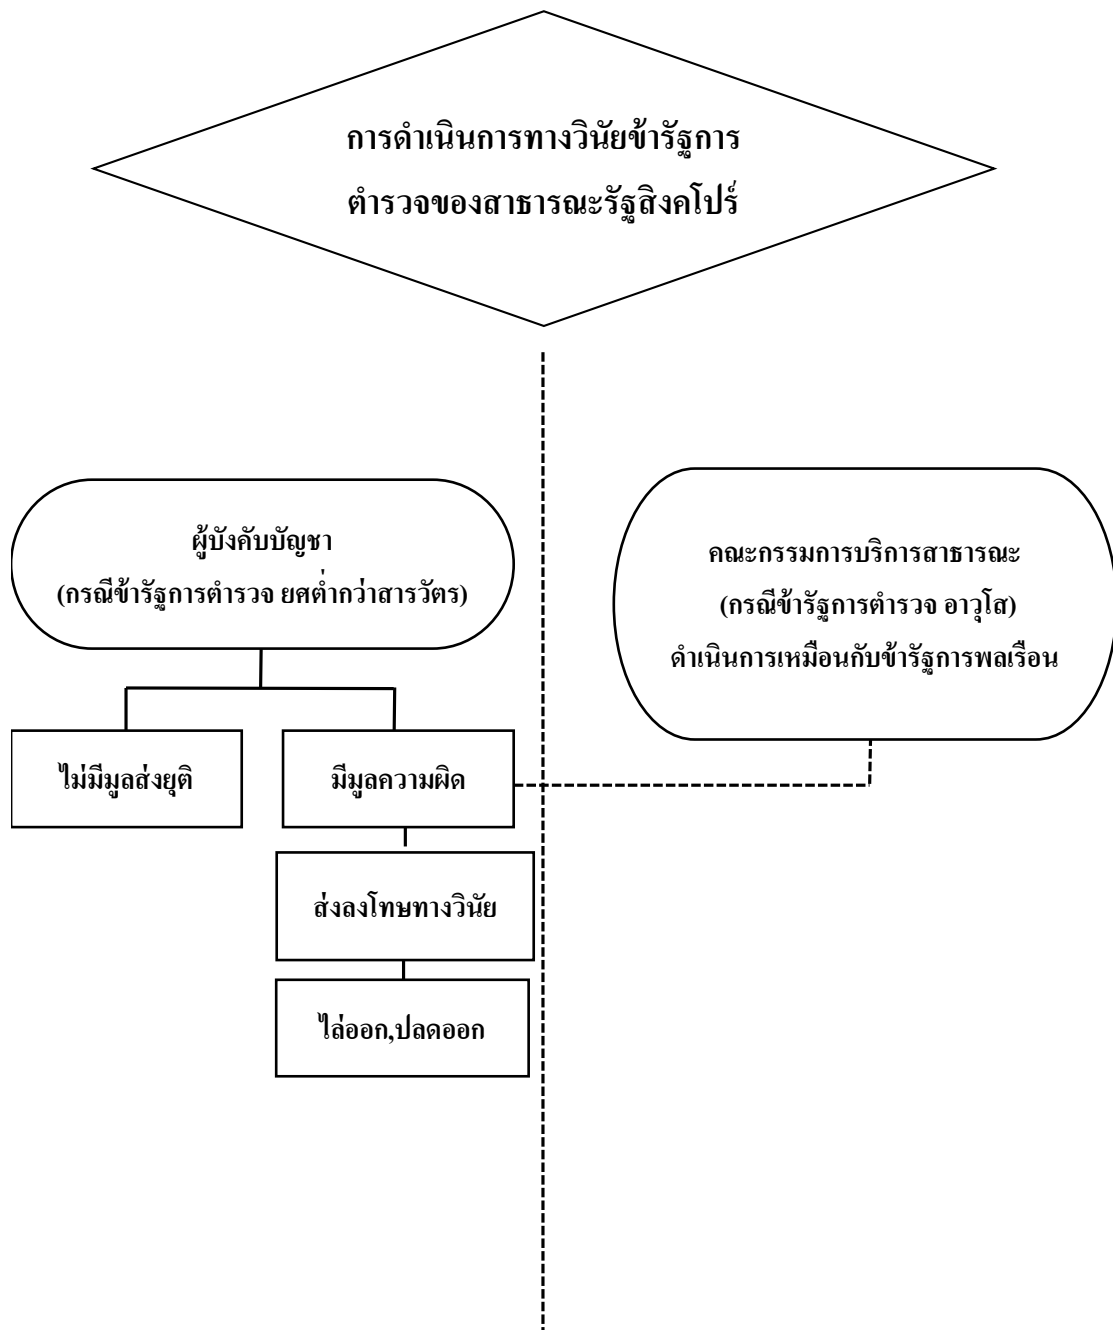 การดำเนินการทางวินัยข้ารัฐการ
ตำรวจของสาธารณะรัฐสิงคโปร์
ผู้บังคับบัญชา
(กรณีข้ารัฐการตำรวจ ยศต่ำกว่าสารวัตร)
คณะกรรมการบริการสาธารณะ
(กรณีข้ารัฐการตำรวจ อาวุโส)
ดำเนินการเหมือนกับข้ารัฐการพลเรือน
ไม่มีมูลส่งยุติ
มีมูลความผิด
ส่งลงโทษทางวินัย
ไล่ออก,ปลดออก